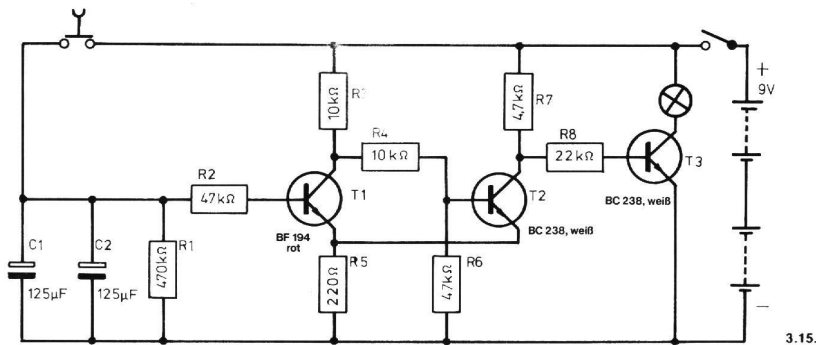 +
9V
R3
10kΩ
R7
4,7kΩ
R4
10kΩ
R8
22kΩ
T3
R2
47kΩ
T1
T2
BC 238, weiß
BF 194
rot
BC 238, weiß
C1
125µF
C2
125µF
R1
470kΩ
R5
220Ω
R6
47kΩ
–
3.15.